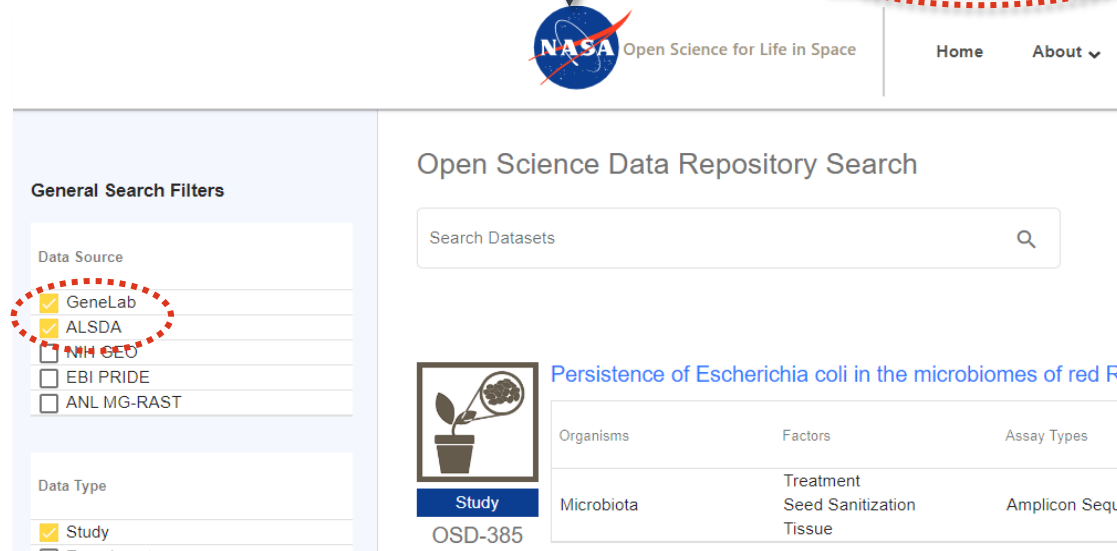 NASA
Open Science for Life in Space
Home
About
General Search Filters
Data Source
GeneLab
ALSDA
NIH GEO
EBI PRIDE
ANL MG-RAST
Data Type
Study
Open Science Data Repository Search
Search Datasets
Persistence of Escherichia coli in the microbiomes of red R
Organisms
Factors
Assay Types
Microbiota
Treatment
Seed Sanitization
Tissue
Amplicon Sequ
Study
OSD-385